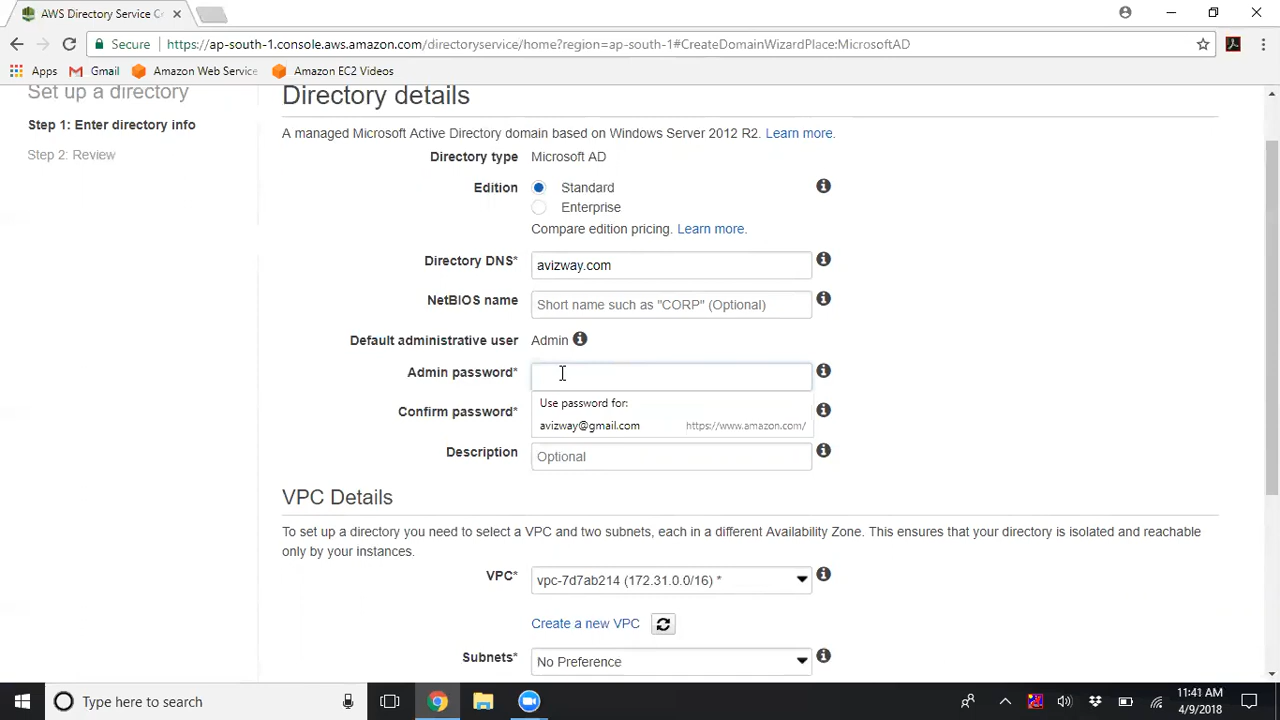 AWS Directory Service C
Secure
https://ap-south-1.console.aws.amazon.com/directoryservice/home?region=ap-south-1#CreateDomainWizardPlace:MicrosoftAD
Apps Gmail Amazon Web Service Amazon EC2 Videos
Set up a directory
Step 1: Enter directory info
Step 2: Review
Directory details
A managed Microsoft Active Directory domain based on Windows Server 2012 R2. Learn more.
Directory type Microsoft AD
Edition Standard
Enterprise
Compare edition pricing. Learn more.
Directory DNS* avizway.com
NetBIOS name Short name such as "CORP" (Optional)
Default administrative user Admin
Admin password*
Use password for:
Confirm password*
avizway@gmail.com https://www.amazon.com/
Description Optional
VPC Details
To set up a directory you need to select a VPC and two subnets, each in a different Availability Zone. This ensures that your directory is isolated and reachable
only by your instances.
VPC* vpc-7d7ab214 (172.31.0.0/16) *
Create a new VPC
Subnets* No Preference
Type here to search
11:41 AM
4/9/2018